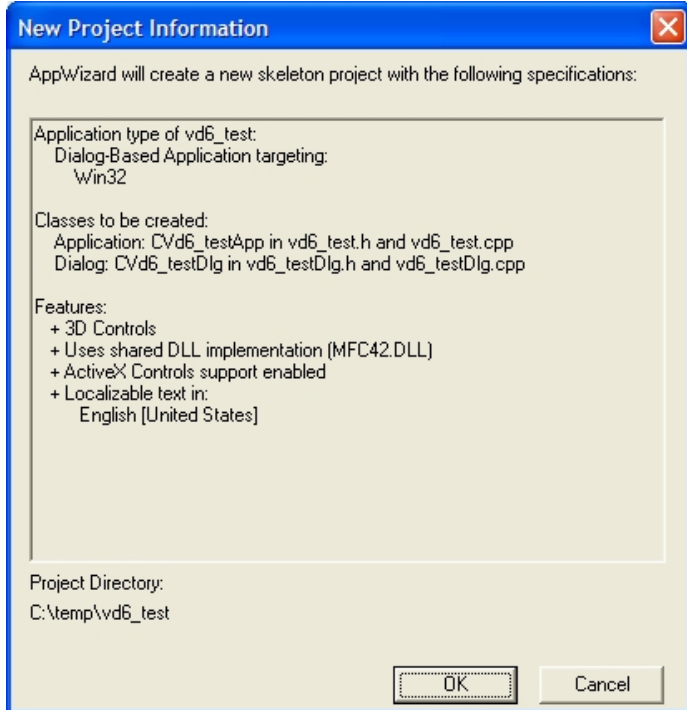 New Project Information
AppWizard will create a new skeleton project with the following specifications:
Application type of vd6_test:
Dialog-Based Application targeting:
Win32
Classes to be created:
Application: CVd6_testApp in vd6_test.h and vd6_test.cpp
Dialog: CVd6_testDlg in vd6_testDlg.h and vd6_testDlg.cpp
Features:
+ 3D Controls
+ Uses shared DLL implementation (MFC42.DLL)
+ ActiveX Controls support enabled
+ Localizable text in:
English [United States]
Project Directory:
C:\temp\vd6_test
OK
Cancel